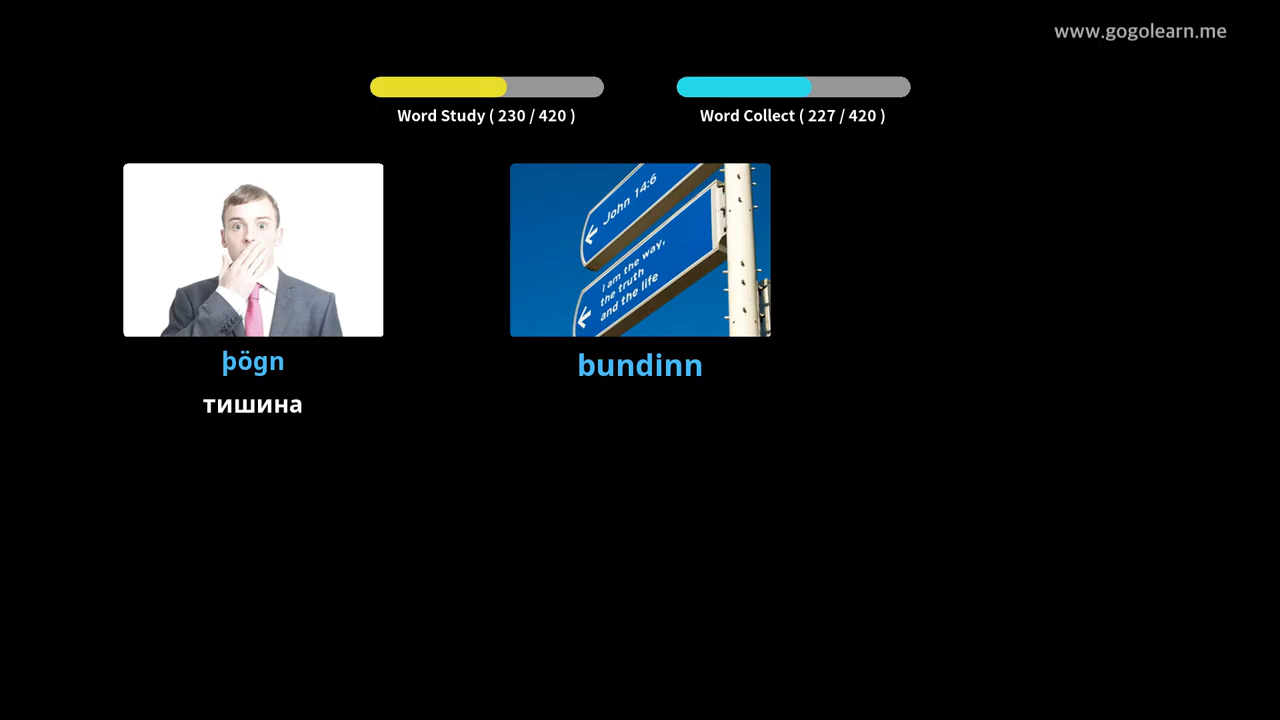 www.gogolearn.me
Word Study ( 230 / 420 )
Word Collect ( 227 / 420 )
John 14:6
I am the way,
the truth
and the life
þögn
bundinn
тишина